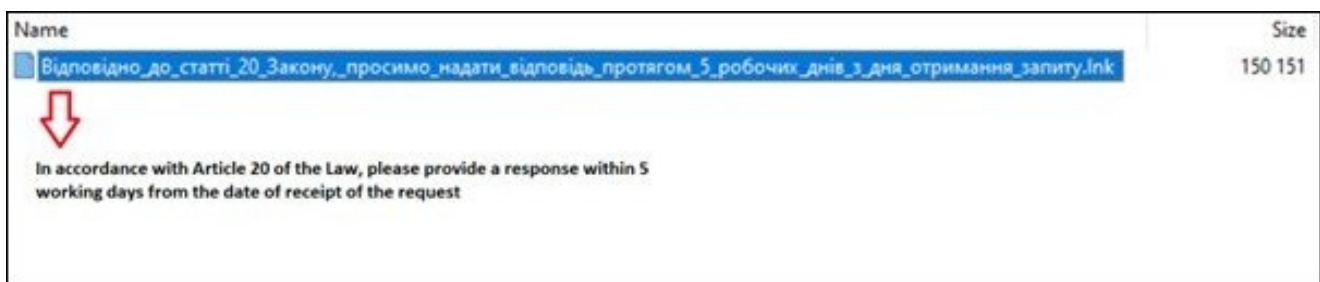 Name Size
Відповідно_до_статті_20_Закону,_просимо_надати_відповідь_протягом_5_робочих_днів_з_дня_отримання_запиту.lnk 150 151
In accordance with Article 20 of the Law, please provide a response within 5
working days from the date of receipt of the request